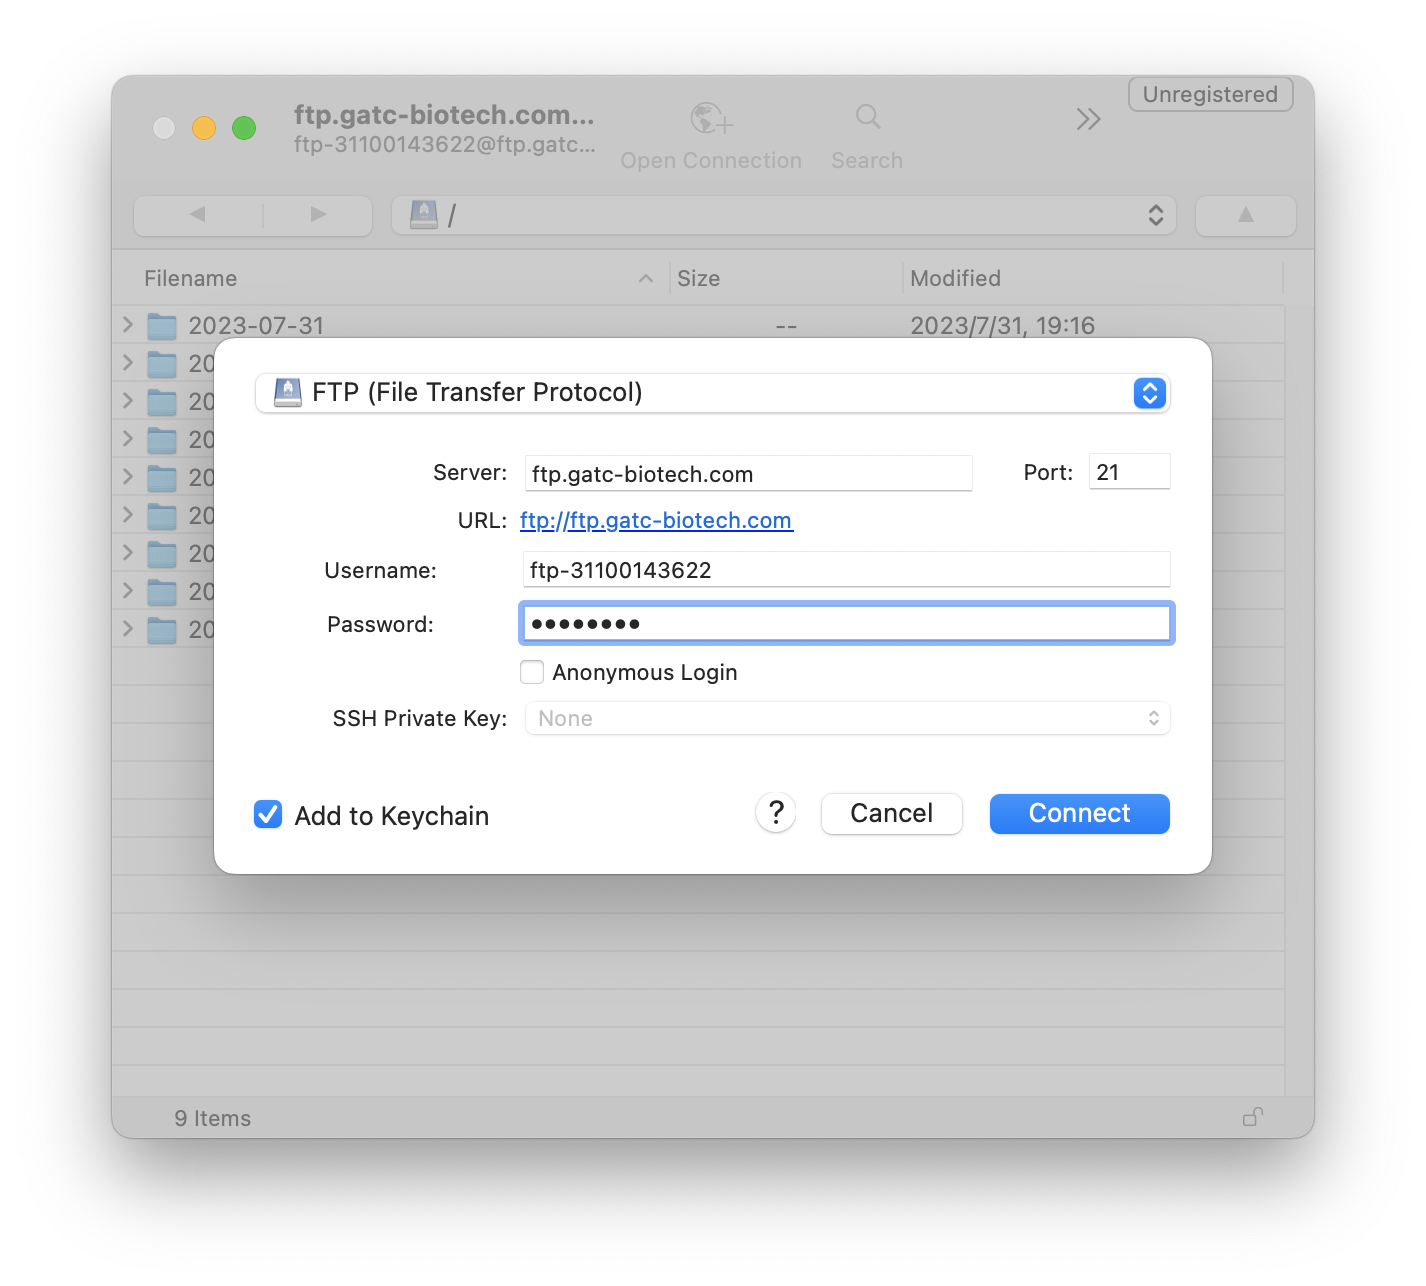 Unregistered
ftp.gatc-biotech.com...
ftp-31100143622@ftp.gatc...
Open Connection
Search
/
Filename
Size
Modified
2023-07-31
--
2023/7/31, 19:16
20
20
20
20
20
20
20
20
FTP (File Transfer Protocol)
Server:
ftp.gatc-biotech.com
Port:
21
URL:
ftp://ftp.gatc-biotech.com
Username:
ftp-31100143622
Password:
••••••••
Anonymous Login
SSH Private Key:
None
Add to Keychain
?
Cancel
Connect
9 Items